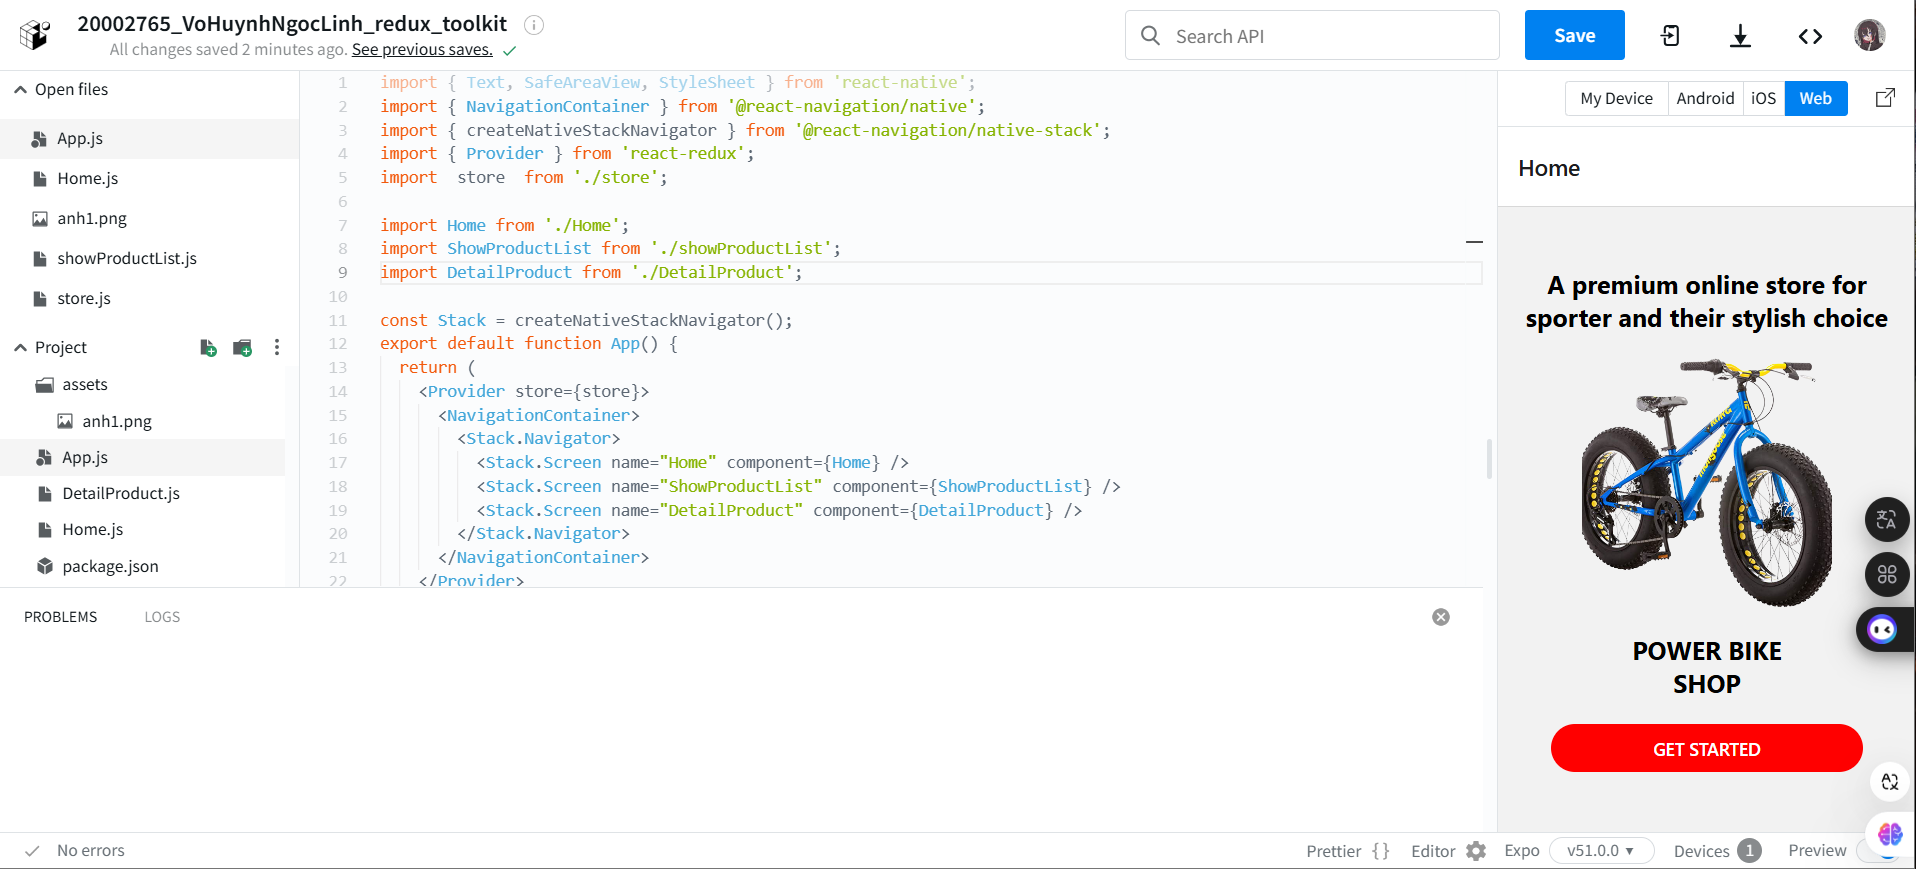 20002765_VoHuynhNgocLinh_redux_toolkit
All changes saved 2 minutes ago. See previous saves.
Search API
Save
Open files
App.js
Home.js
anh1.png
showProductList.js
store.js
Project
assets
anh1.png
App.js
DetailProduct.js
Home.js
package.json
1 import { Text, SafeAreaView, StyleSheet } from 'react-native';
2 import { NavigationContainer } from '@react-navigation/native';
3 import { createNativeStackNavigator } from '@react-navigation/native-stack';
4 import { Provider } from 'react-redux';
5 import  store  from './store';
6
7 import Home from './Home';
8 import ShowProductList from './showProductList';
9 import DetailProduct from './DetailProduct';
10
11 const Stack = createNativeStackNavigator();
12 export default function App() {
13   return (
14     <Provider store={store}>
15       <NavigationContainer>
16         <Stack.Navigator>
17           <Stack.Screen name="Home" component={Home} />
18           <Stack.Screen name="ShowProductList" component={ShowProductList} />
19           <Stack.Screen name="DetailProduct" component={DetailProduct} />
20         </Stack.Navigator>
21       </NavigationContainer>
22     </Provider>
My Device Android iOS Web
Home
A premium online store for
sporter and their stylish choice
POWER BIKE
SHOP
GET STARTED
PROBLEMS LOGS
No errors
Prettier {} Editor Expo v51.0.0 Devices 1 Preview